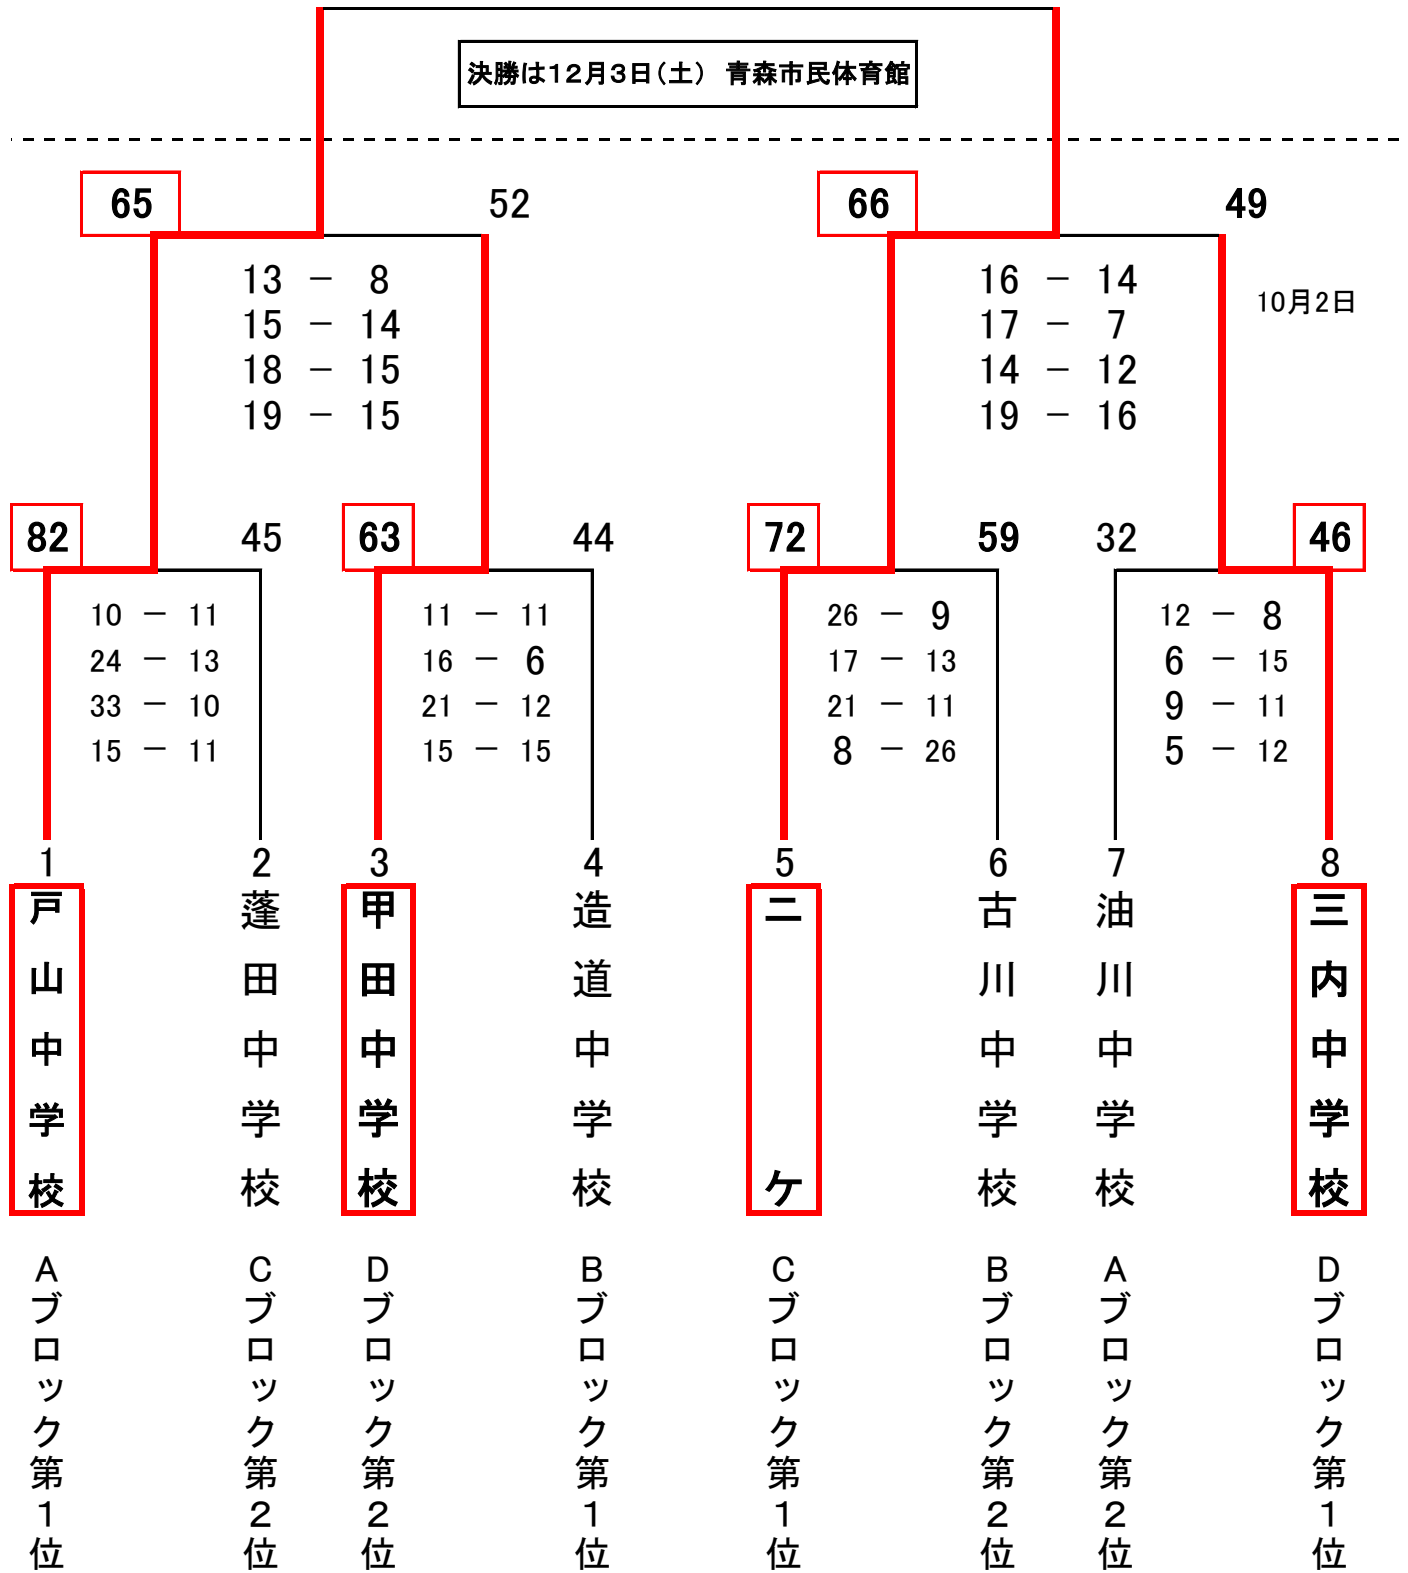 決勝は12月3日(土) 青森市民体育館
65 52 66 49
13 － 8 16 － 14
10月2日
15 － 14 17 － 7
18 － 15 14 － 12
19 － 15 19 － 16
82 45 63 44 72 59 32 46
10 － 11 11 － 11 26 － 9 12 － 8
24 － 13 16 － 6 17 － 13 6 － 15
33 － 10 21 － 12 21 － 11 9 － 11
15 － 11 15 － 15 8 － 26 5 － 12
1 2 3 4 5 6 7 8
戸山中学校
蓬田中学校
甲田中学校
造道中学校
ニケ
古川中学校
油川中学校
三内中学校
Aブロック第1位
Cブロック第2位
Dブロック第2位
Bブロック第1位
Cブロック第1位
Bブロック第2位
Aブロック第2位
Dブロック第1位